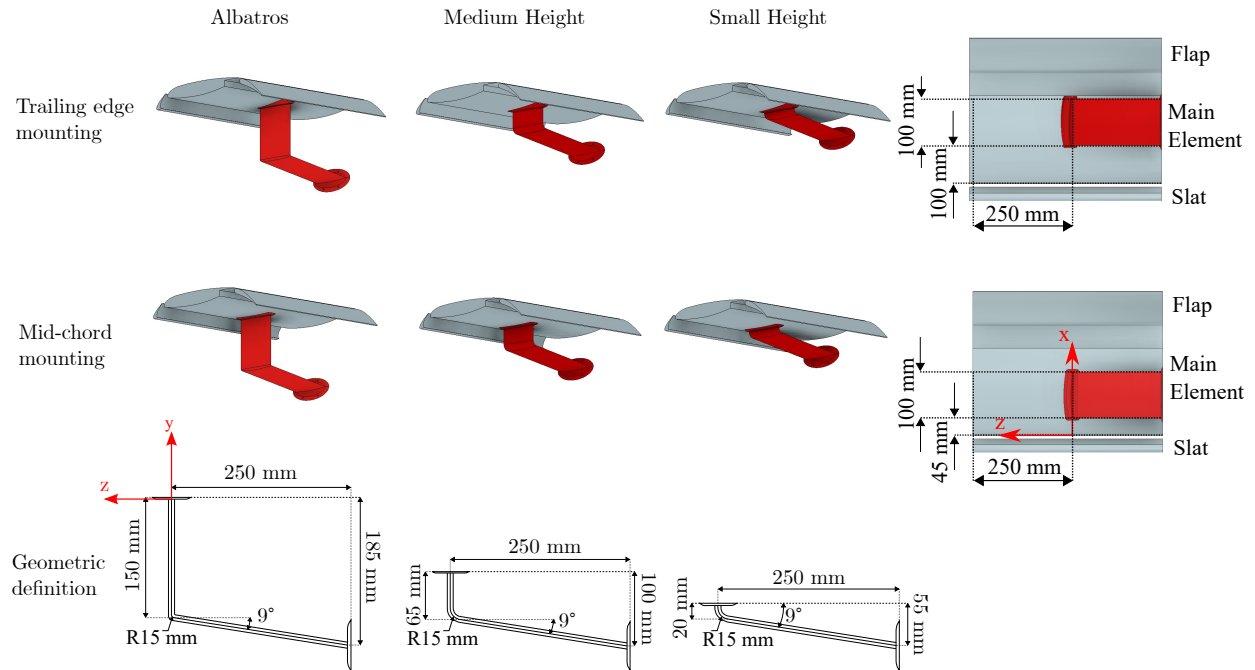 Albatros
Medium Height
Small Height
Trailing edge
mounting
Flap
Main
Element
Slat
100 mm
100 mm
250 mm
Mid-chord
mounting
Flap
x
Main
Element
z
Slat
100 mm
45 mm
250 mm
Geometric
definition
y
z
250 mm
150 mm
185 mm
9°
R15 mm
250 mm
65 mm
100 mm
9°
R15 mm
250 mm
20 mm
55 mm
9°
R15 mm